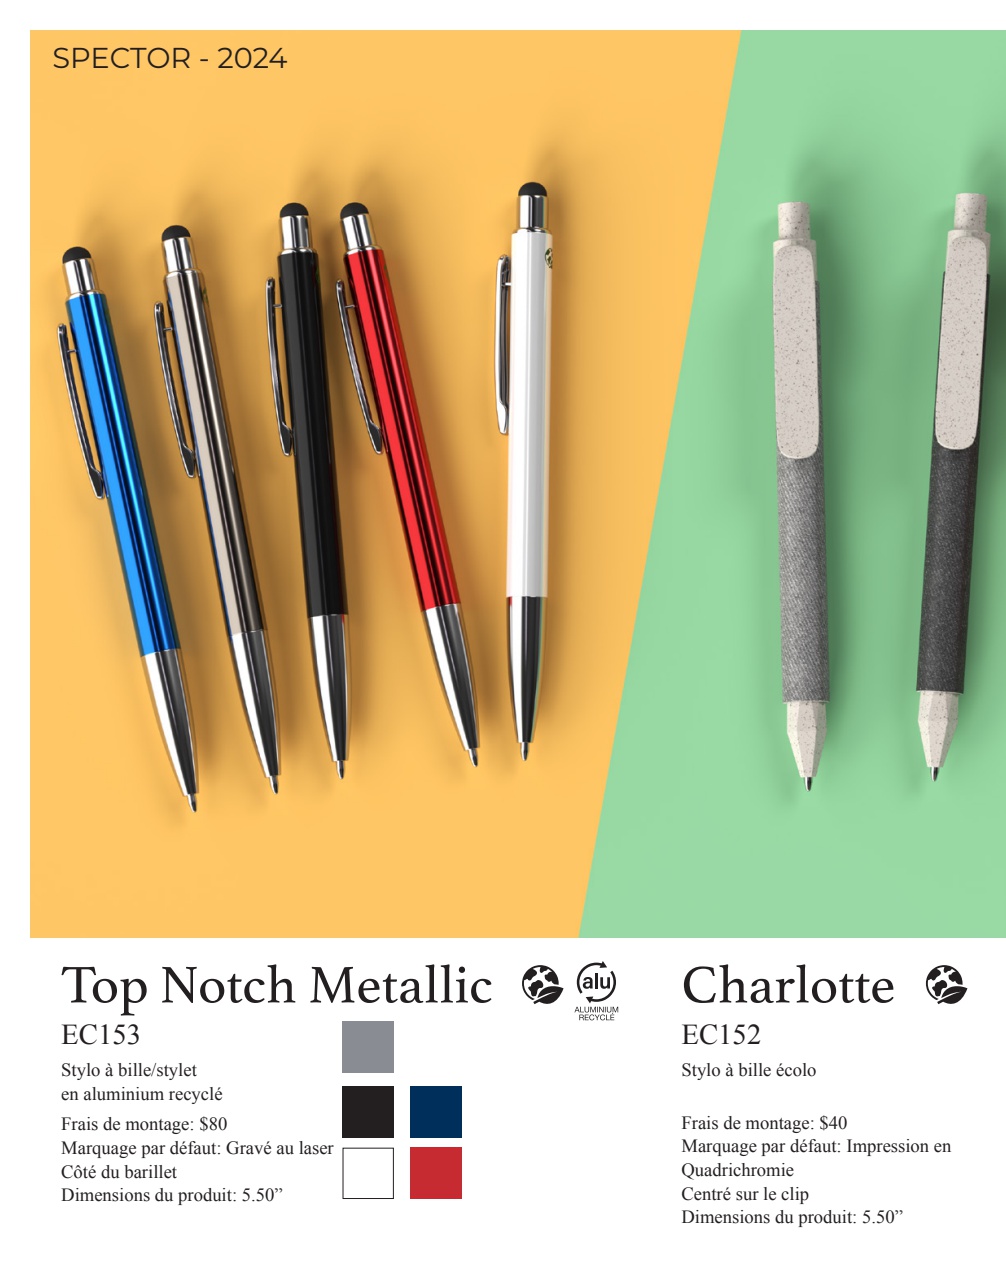 SPECTOR - 2024
Top Notch Metallic
alu
ALUMINIUM
RECYCLÉ
EC153
Stylo à bille/stylet
en aluminium recyclé
Frais de montage: $80
Marquage par défaut: Gravé au laser
Côté du barillet
Dimensions du produit: 5.50”
Charlotte
EC152
Stylo à bille écolo
Frais de montage: $40
Marquage par défaut: Impression en
Quadrichromie
Centré sur le clip
Dimensions du produit: 5.50”